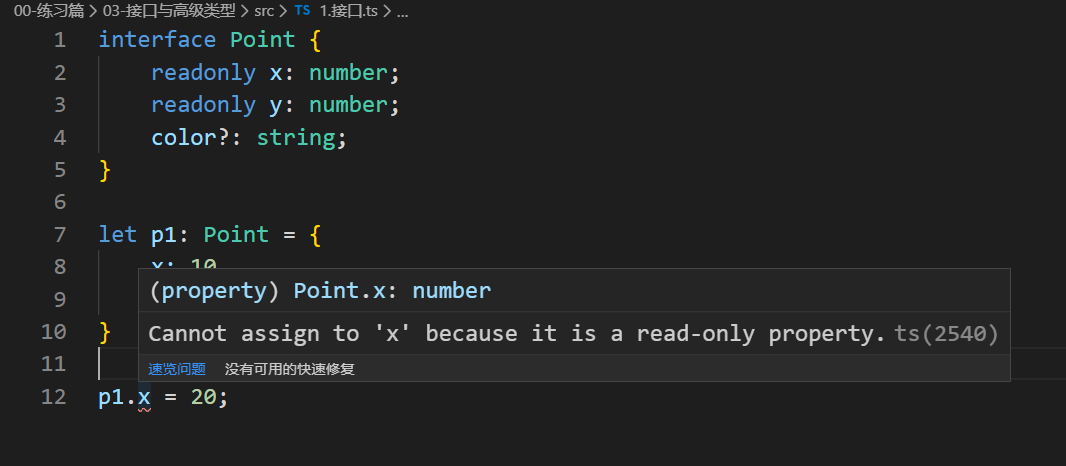 00-练习篇 > 03-接口与高级类型 > src > TS 1.接口.ts > ...
1 interface Point {
2 readonly x: number;
3 readonly y: number;
4 color?: string;
5 }
6
7 let p1: Point = {
8 x: 10
9
(property) Point.x: number
Cannot assign to 'x' because it is a read-only property. ts(2540)
速览问题 没有可用的快速修复
10 }
11
12 p1.x = 20;